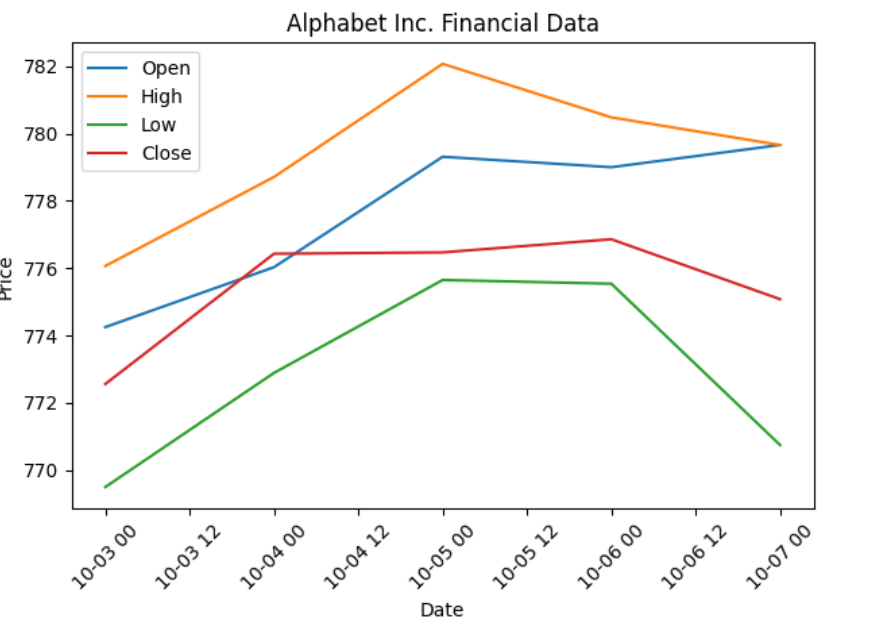 Alphabet Inc. Financial Data
782
780
778
776
774
772
770
Price
Open
High
Low
Close
10-03 00
10-03 12
10-04 00
10-04 12
10-05 00
10-05 12
10-06 00
10-06 12
10-07 00
Date